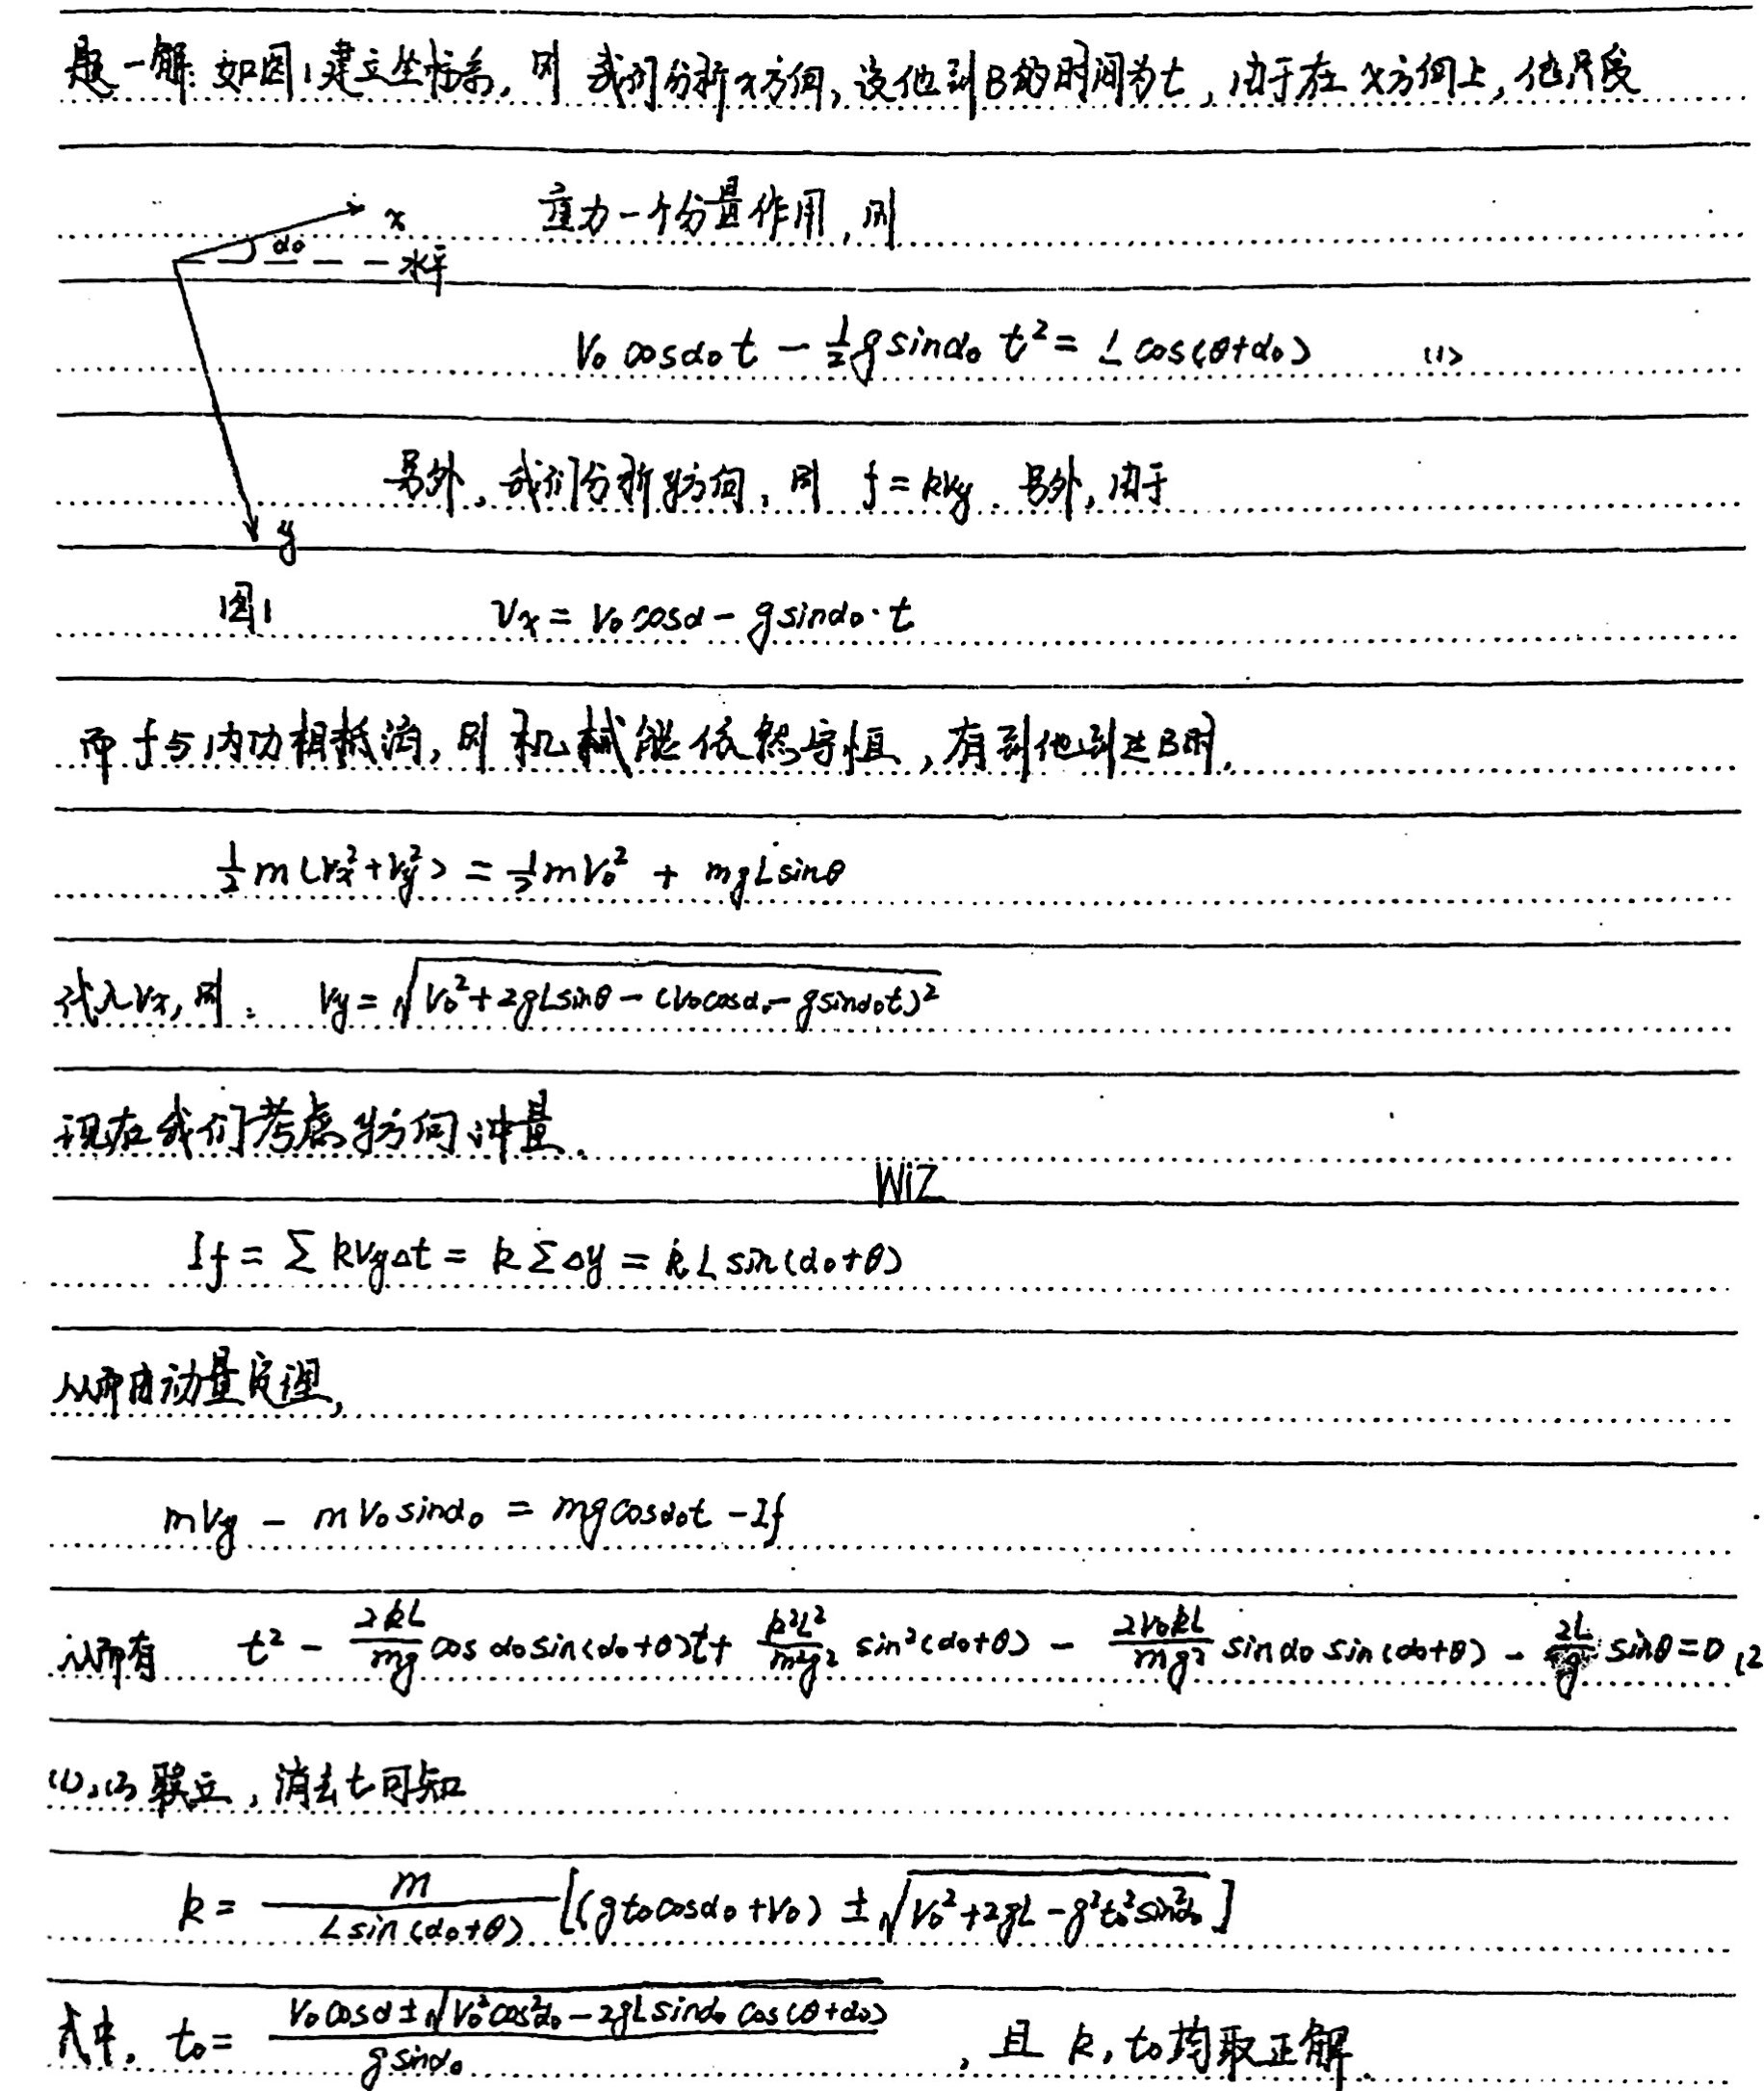 题一解: 如图1建立坐标系, 则 我们分析x方向, 设他到B的时间为t, 由于在x方向上, 他只受
重力一个分量作用, 则
x
α₀
水平
V₀ cosα₀ t − ½ g sinα₀ t² = L cos(θ+α₀) (1)
另外, 我们分析y方向, 则 f = kVy. 另外, 由于
y
图1
Vx = V₀ cosα − g sinα₀·t
而f与内功相抵消, 则机械能依然守恒, 有到他到达B时,
½ m (Vx² + Vy²) = ½ m V₀² + mgL sinθ
代入Vx, 则: Vy = √(V₀² + 2gL sinθ − (V₀cosα₀ − g sinα₀t)²)
现在我们考虑y方向冲量.
WiZ
If = Σ kVyΔt = k Σ Δy = k L sin(α₀+θ)
从而由动量定理,
mVy − mV₀ sinα₀ = mg cosα₀t − If
从而有 t² − 2kL/mg cosα₀ sin(α₀+θ)t + k²L²/m²g² sin²(α₀+θ) − 2V₀kL/mg² sinα₀ sin(α₀+θ) − 2L/g sinθ = 0 (2
(1),(2)联立, 消去t可知
k = m/(L sin(α₀+θ)) [(gt₀cosα₀ + V₀) ± √(V₀² + 2gL − g²t₀²sin²α₀)]
式中, t₀ = (V₀cosα ± √(V₀²cos²α₀ − 2gL sinα₀ cos(θ+α₀)))/(g sinα₀), 且 k, t₀均取正解.